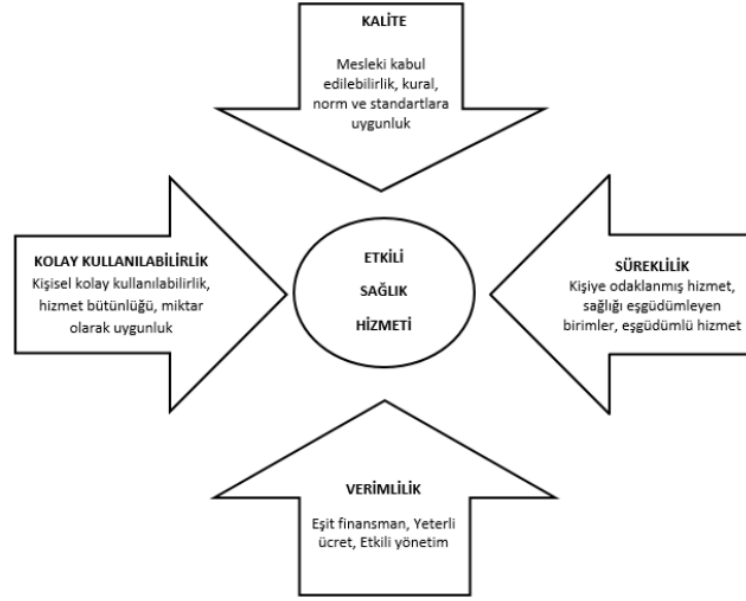 KALİTE
Mesleki kabul
edilebilirlik, kural,
norm ve standartlara
uygunluk
KOLAY KULLANILABİLİRLİK
Kişisel kolay kullanılabilirlik,
hizmet bütünlüğü, miktar
olarak uygunluk
ETKİLİ
SAĞLIK
HİZMETİ
SÜREKLİLİK
Kişiye odaklanmış hizmet,
sağlığı eşgüdümleyen
birimler, eşgüdümlü hizmet
VERİMLİLİK
Eşit finansman, Yeterli
ücret, Etkili yönetim